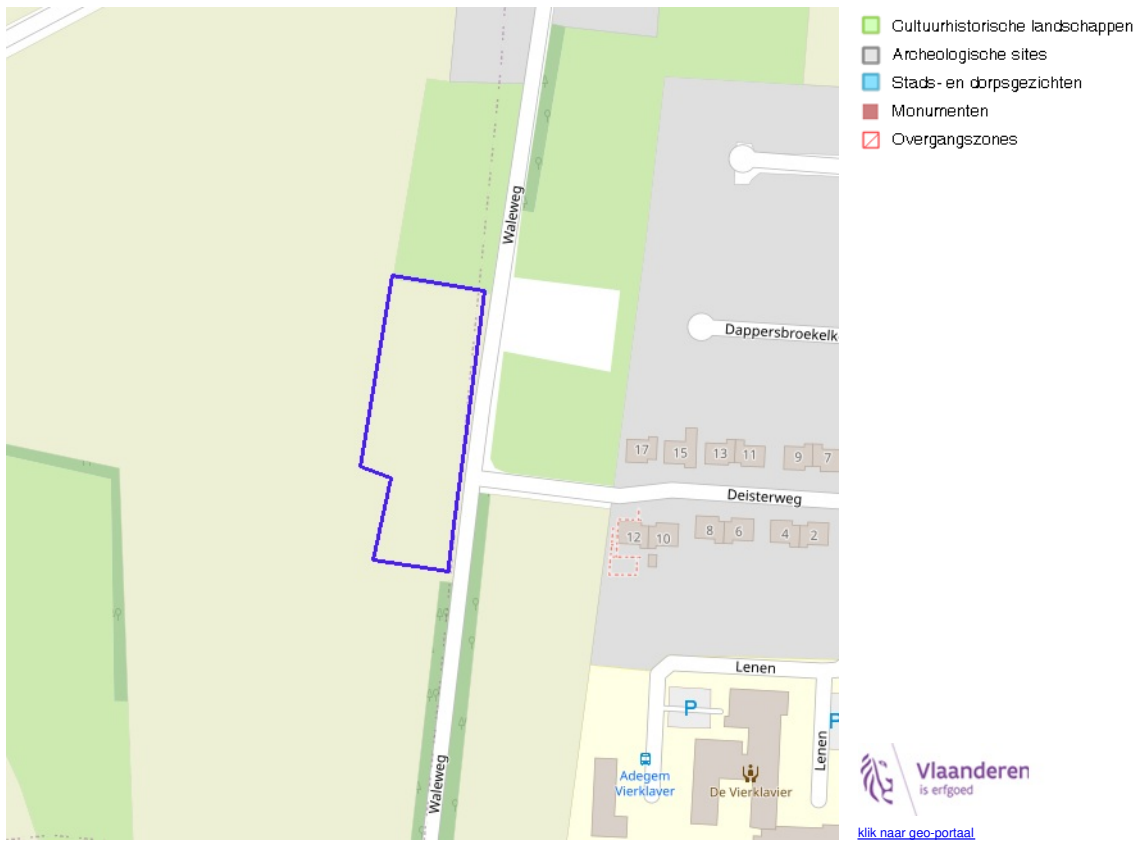 Waleweg
Dappersbroekelk
17
15
13
11
9
7
Deisterweg
12
10
8
6
4
2
Lenen
P
P
Lenen
Adegem
Vierklaver
De Vierklavier
Waleweg
Cultuurhistorische landschappen
Archeologische sites
Stads- en dorpsgezichten
Monumenten
Overgangszones
Vlaanderen
is erfgoed
klik naar geo-portaal